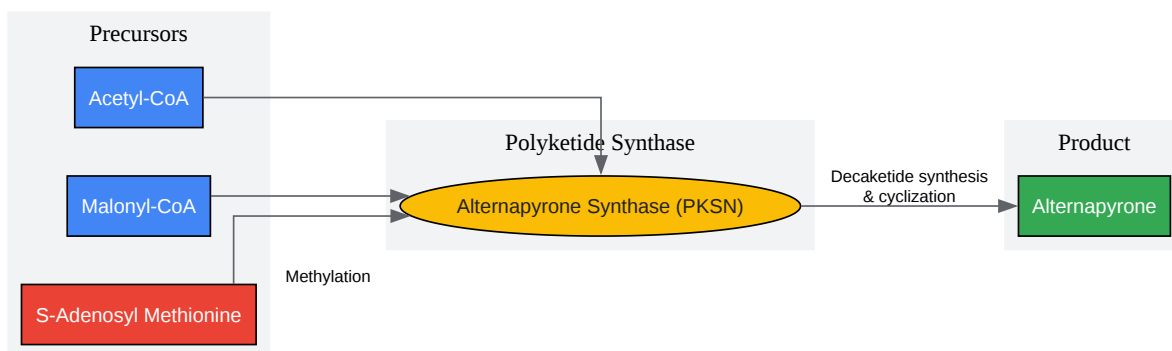 Precursors
Acetyl-CoA
Malonyl-CoA
S-Adenosyl Methionine
Methylation
Polyketide Synthase
Alternapyrone Synthase (PKSN)
Decaketide synthesis
& cyclization
Product
Alternapyrone